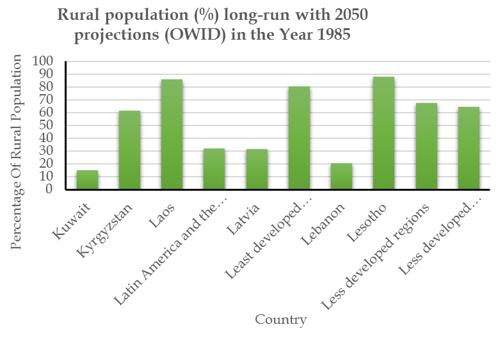 Rural population (%) long-run with 2050
projections (OWID) in the Year 1985
Percentage Of Rural Population
100
90
80
70
60
50
40
30
20
10
0
Kuwait
Kyrgyzstan
Laos
Latin America and the…
Latvia
Least developed…
Lebanon
Lesotho
Less developed regions
Less developed…
Country